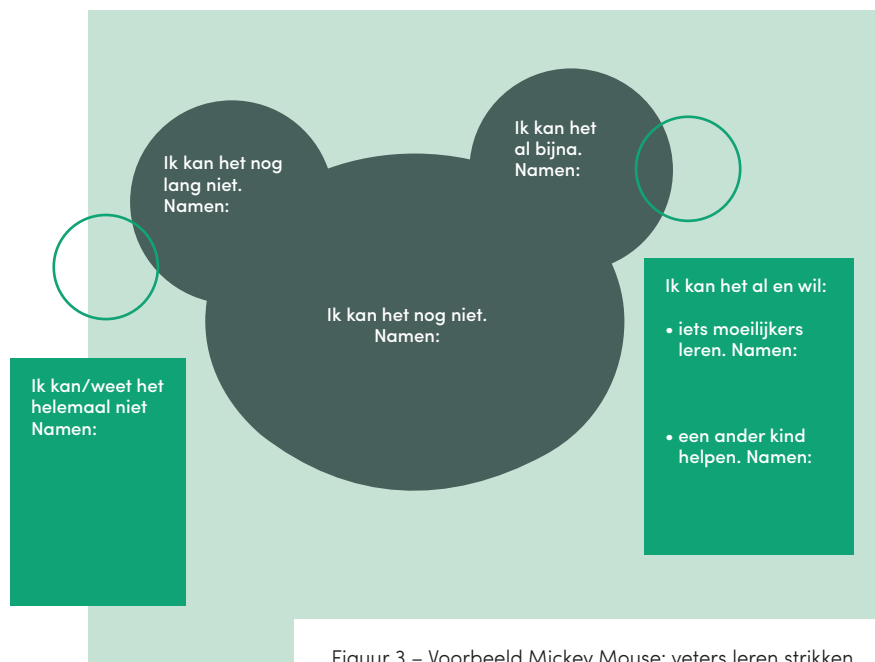 Ik kan het nog
lang niet.
Namen:
Ik kan het
al bijna.
Namen:
Ik kan het nog niet.
Namen:
Ik kan/weet het
helemaal niet
Namen:
Ik kan het al en wil:
• iets moeilijkers
leren. Namen:
• een ander kind
helpen. Namen:
Figuur 3 – Voorbeeld Mickey Mouse: veters leren strikken